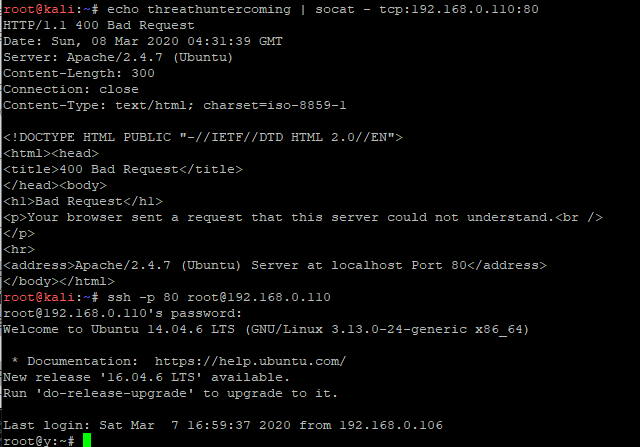 root@kali:~# echo threathuntercoming | socat - tcp:192.168.0.110:80
HTTP/1.1 400 Bad Request
Date: Sun, 08 Mar 2020 04:31:39 GMT
Server: Apache/2.4.7 (Ubuntu)
Content-Length: 300
Connection: close
Content-Type: text/html; charset=iso-8859-1

<!DOCTYPE HTML PUBLIC "-//IETF//DTD HTML 2.0//EN">
<html><head>
<title>400 Bad Request</title>
</head><body>
<h1>Bad Request</h1>
<p>Your browser sent a request that this server could not understand.<br />
</p>
<hr>
<address>Apache/2.4.7 (Ubuntu) Server at localhost Port 80</address>
</body></html>
root@kali:~# ssh -p 80 root@192.168.0.110
root@192.168.0.110's password:
Welcome to Ubuntu 14.04.6 LTS (GNU/Linux 3.13.0-24-generic x86_64)

 * Documentation:  https://help.ubuntu.com/
New release '16.04.6 LTS' available.
Run 'do-release-upgrade' to upgrade to it.

Last login: Sat Mar  7 16:59:37 2020 from 192.168.0.106
root@y:~#